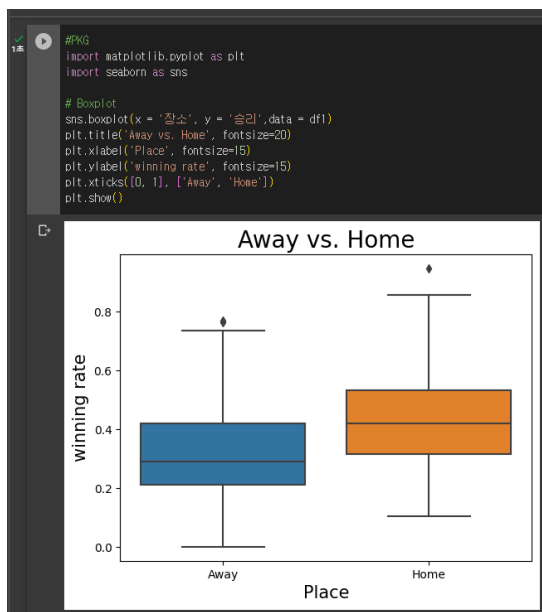 #PKG
1초
import matplotlib.pyplot as plt
import seaborn as sns
# Boxplot
sns.boxplot(x = '장소', y = '승리',data = df1)
plt.title('Away vs. Home', fontsize=20)
plt.xlabel('Place', fontsize=15)
plt.ylabel('winning rate', fontsize=15)
plt.xticks([0, 1], ['Away', 'Home'])
plt.show()
Away vs. Home
winning rate
0.8
0.6
0.4
0.2
0.0
Away
Home
Place